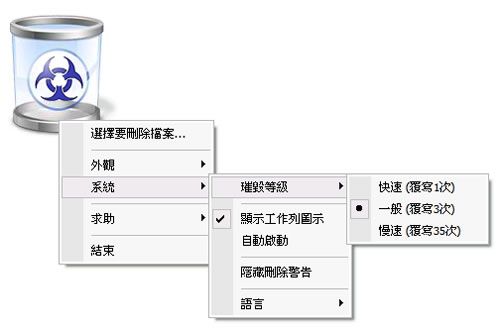 選擇要刪除檔案...
外觀
系統
求助
結束
摧毀等級
顯示工作列圖示
自動啟動
隱藏刪除警告
語言
快速 (覆寫1次)
一般 (覆寫3次)
慢速 (覆寫35次)